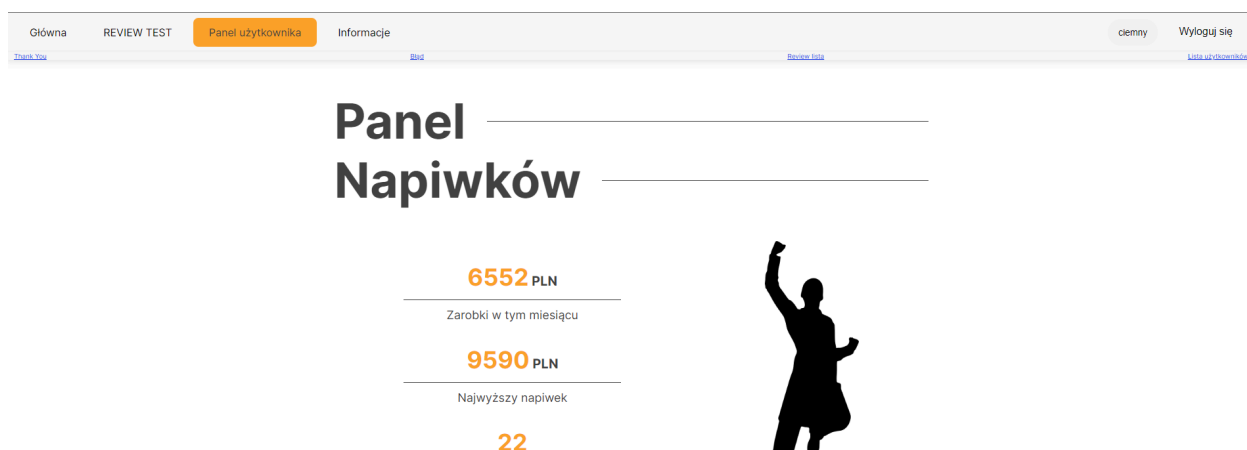 Główna REVIEW TEST Panel użytkownika Informacje ciemny Wyloguj się
Thank You Błąd Review lista Lista użytkowników
Panel
Napiwków
6552 PLN
Zarobki w tym miesiącu
9590 PLN
Najwyższy napiwek
22